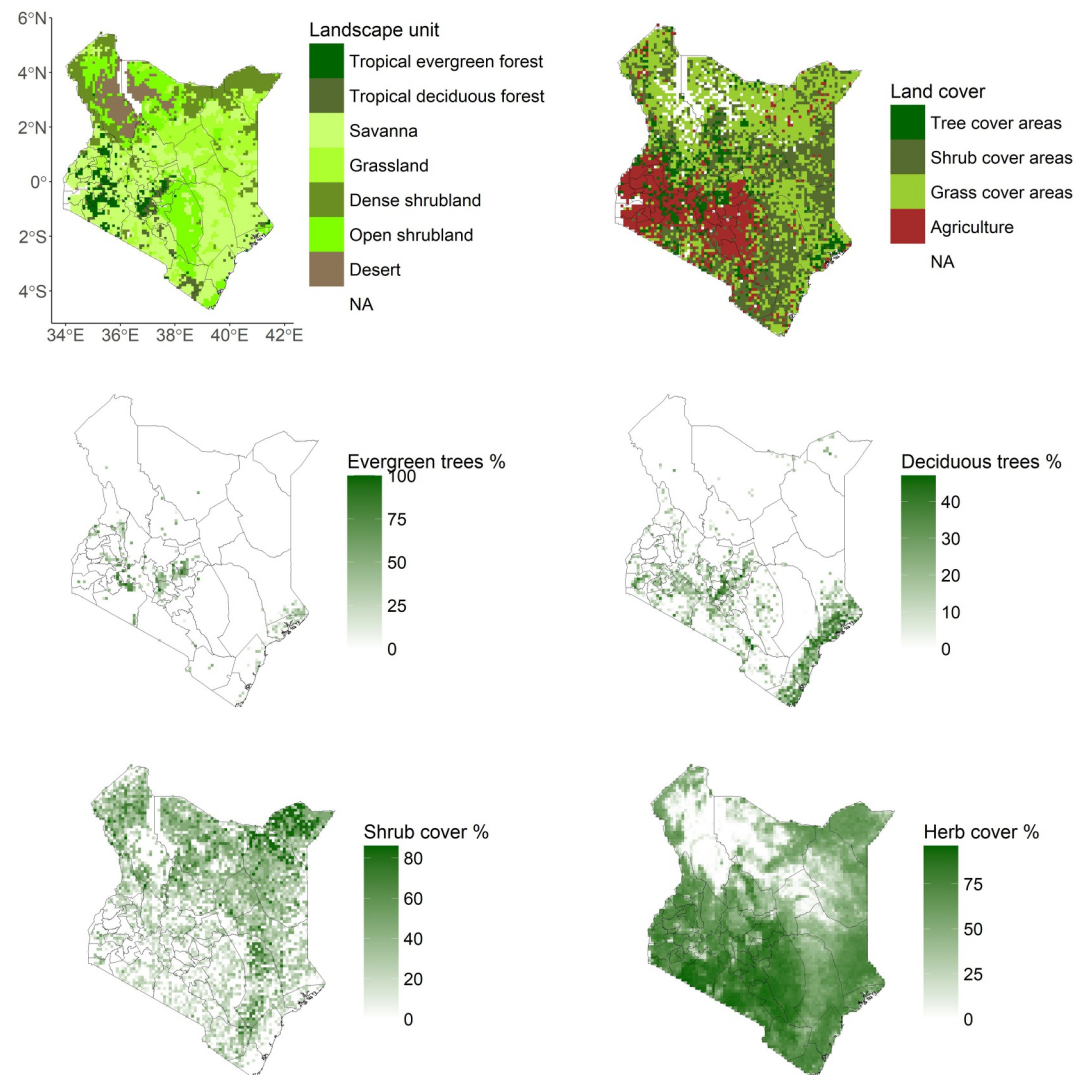 6°N
4°N
2°N
0°
2°S
4°S
34°E 36°E 38°E 40°E 42°E
Landscape unit
Tropical evergreen forest
Tropical deciduous forest
Savanna
Grassland
Dense shrubland
Open shrubland
Desert
NA
Land cover
Tree cover areas
Shrub cover areas
Grass cover areas
Agriculture
NA
Evergreen trees %
100
75
50
25
0
Deciduous trees %
40
30
20
10
0
Shrub cover %
80
60
40
20
0
Herb cover %
75
50
25
0